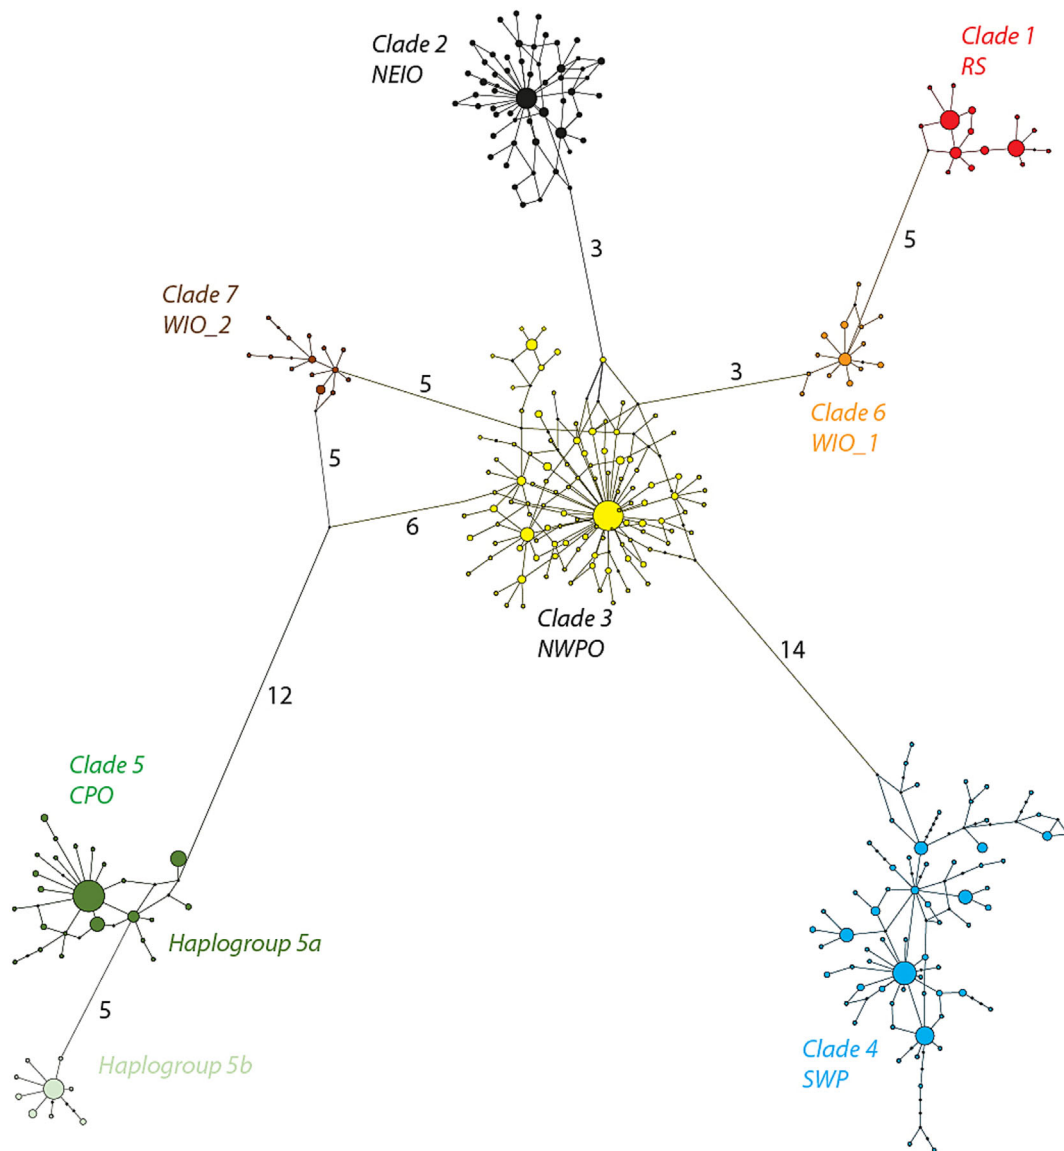 Clade 2
NEIO
Clade 1
RS
3
5
Clade 7
WIO_2
5
3
Clade 6
WIO_1
5
6
Clade 3
NWPO
14
12
Clade 5
CPO
Haplogroup 5a
5
Haplogroup 5b
Clade 4
SWP